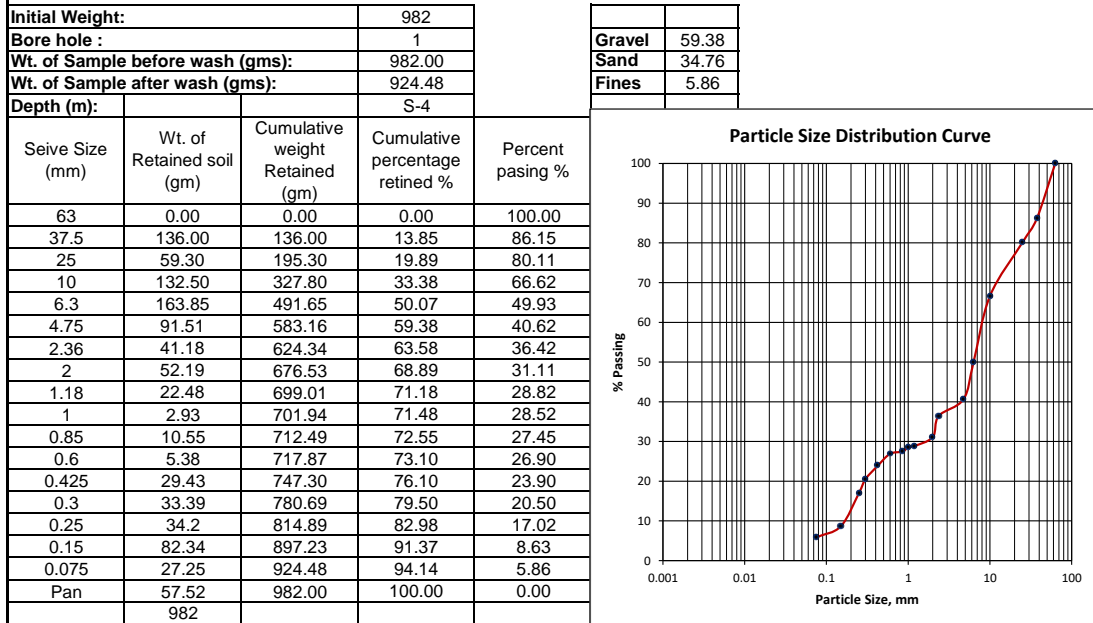 Initial Weight: 982
Bore hole : 1
Wt. of Sample before wash (gms): 982.00
Wt. of Sample after wash (gms): 924.48
Depth (m): S-4
Gravel 59.38
Sand 34.76
Fines 5.86
Seive Size (mm) Wt. of Retained soil (gm) Cumulative weight Retained (gm) Cumulative percentage retined % Percent pasing %
63 0.00 0.00 0.00 100.00
37.5 136.00 136.00 13.85 86.15
25 59.30 195.30 19.89 80.11
10 132.50 327.80 33.38 66.62
6.3 163.85 491.65 50.07 49.93
4.75 91.51 583.16 59.38 40.62
2.36 41.18 624.34 63.58 36.42
2 52.19 676.53 68.89 31.11
1.18 22.48 699.01 71.18 28.82
1 2.93 701.94 71.48 28.52
0.85 10.55 712.49 72.55 27.45
0.6 5.38 717.87 73.10 26.90
0.425 29.43 747.30 76.10 23.90
0.3 33.39 780.69 79.50 20.50
0.25 34.2 814.89 82.98 17.02
0.15 82.34 897.23 91.37 8.63
0.075 27.25 924.48 94.14 5.86
Pan 57.52 982.00 100.00 0.00
982
Particle Size Distribution Curve
% Passing
100
90
80
70
60
50
40
30
20
10
0
0.001 0.01 0.1 1 10 100
Particle Size, mm